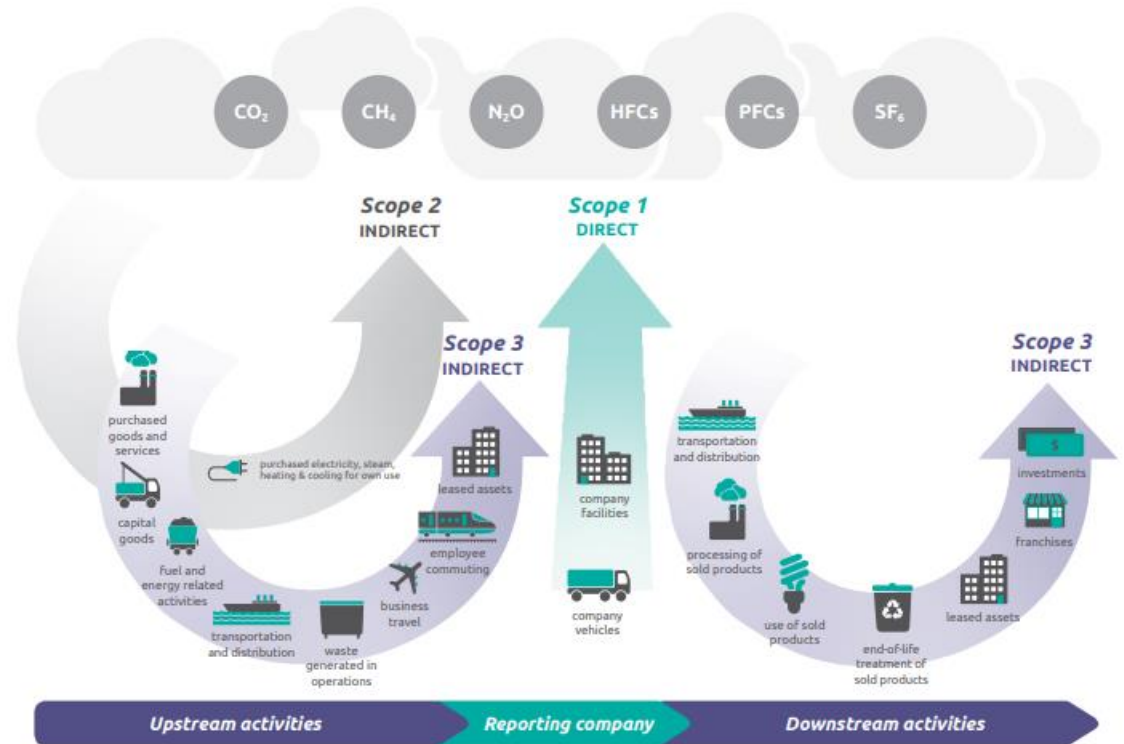 CO₂
CH₄
N₂O
HFCs
PFCs
SF₆
Scope 2
INDIRECT
Scope 1
DIRECT
Scope 3
INDIRECT
Scope 3
INDIRECT
purchased
goods and
services
capital
goods
fuel and
energy related
activities
purchased electricity, steam,
heating & cooling for own use
transportation
and distribution
waste
generated in
operations
business
travel
employee
commuting
leased assets
company
facilities
company
vehicles
transportation
and distribution
processing of
sold products
use of sold
products
end-of-life
treatment of
sold products
leased assets
franchises
investments
$
Upstream activities
Reporting company
Downstream activities